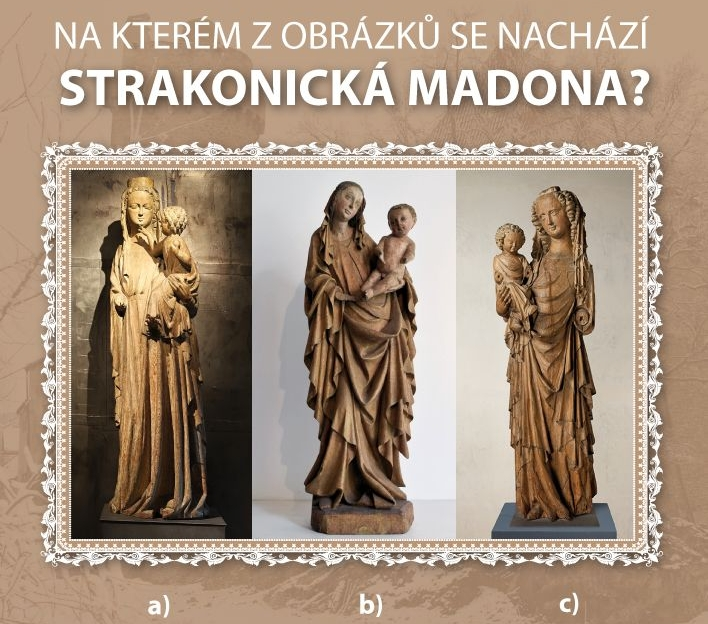 NA KTERÉM Z OBRÁZKŮ SE NACHÁZÍ
STRAKONICKÁ MADONA?
a) b) c)